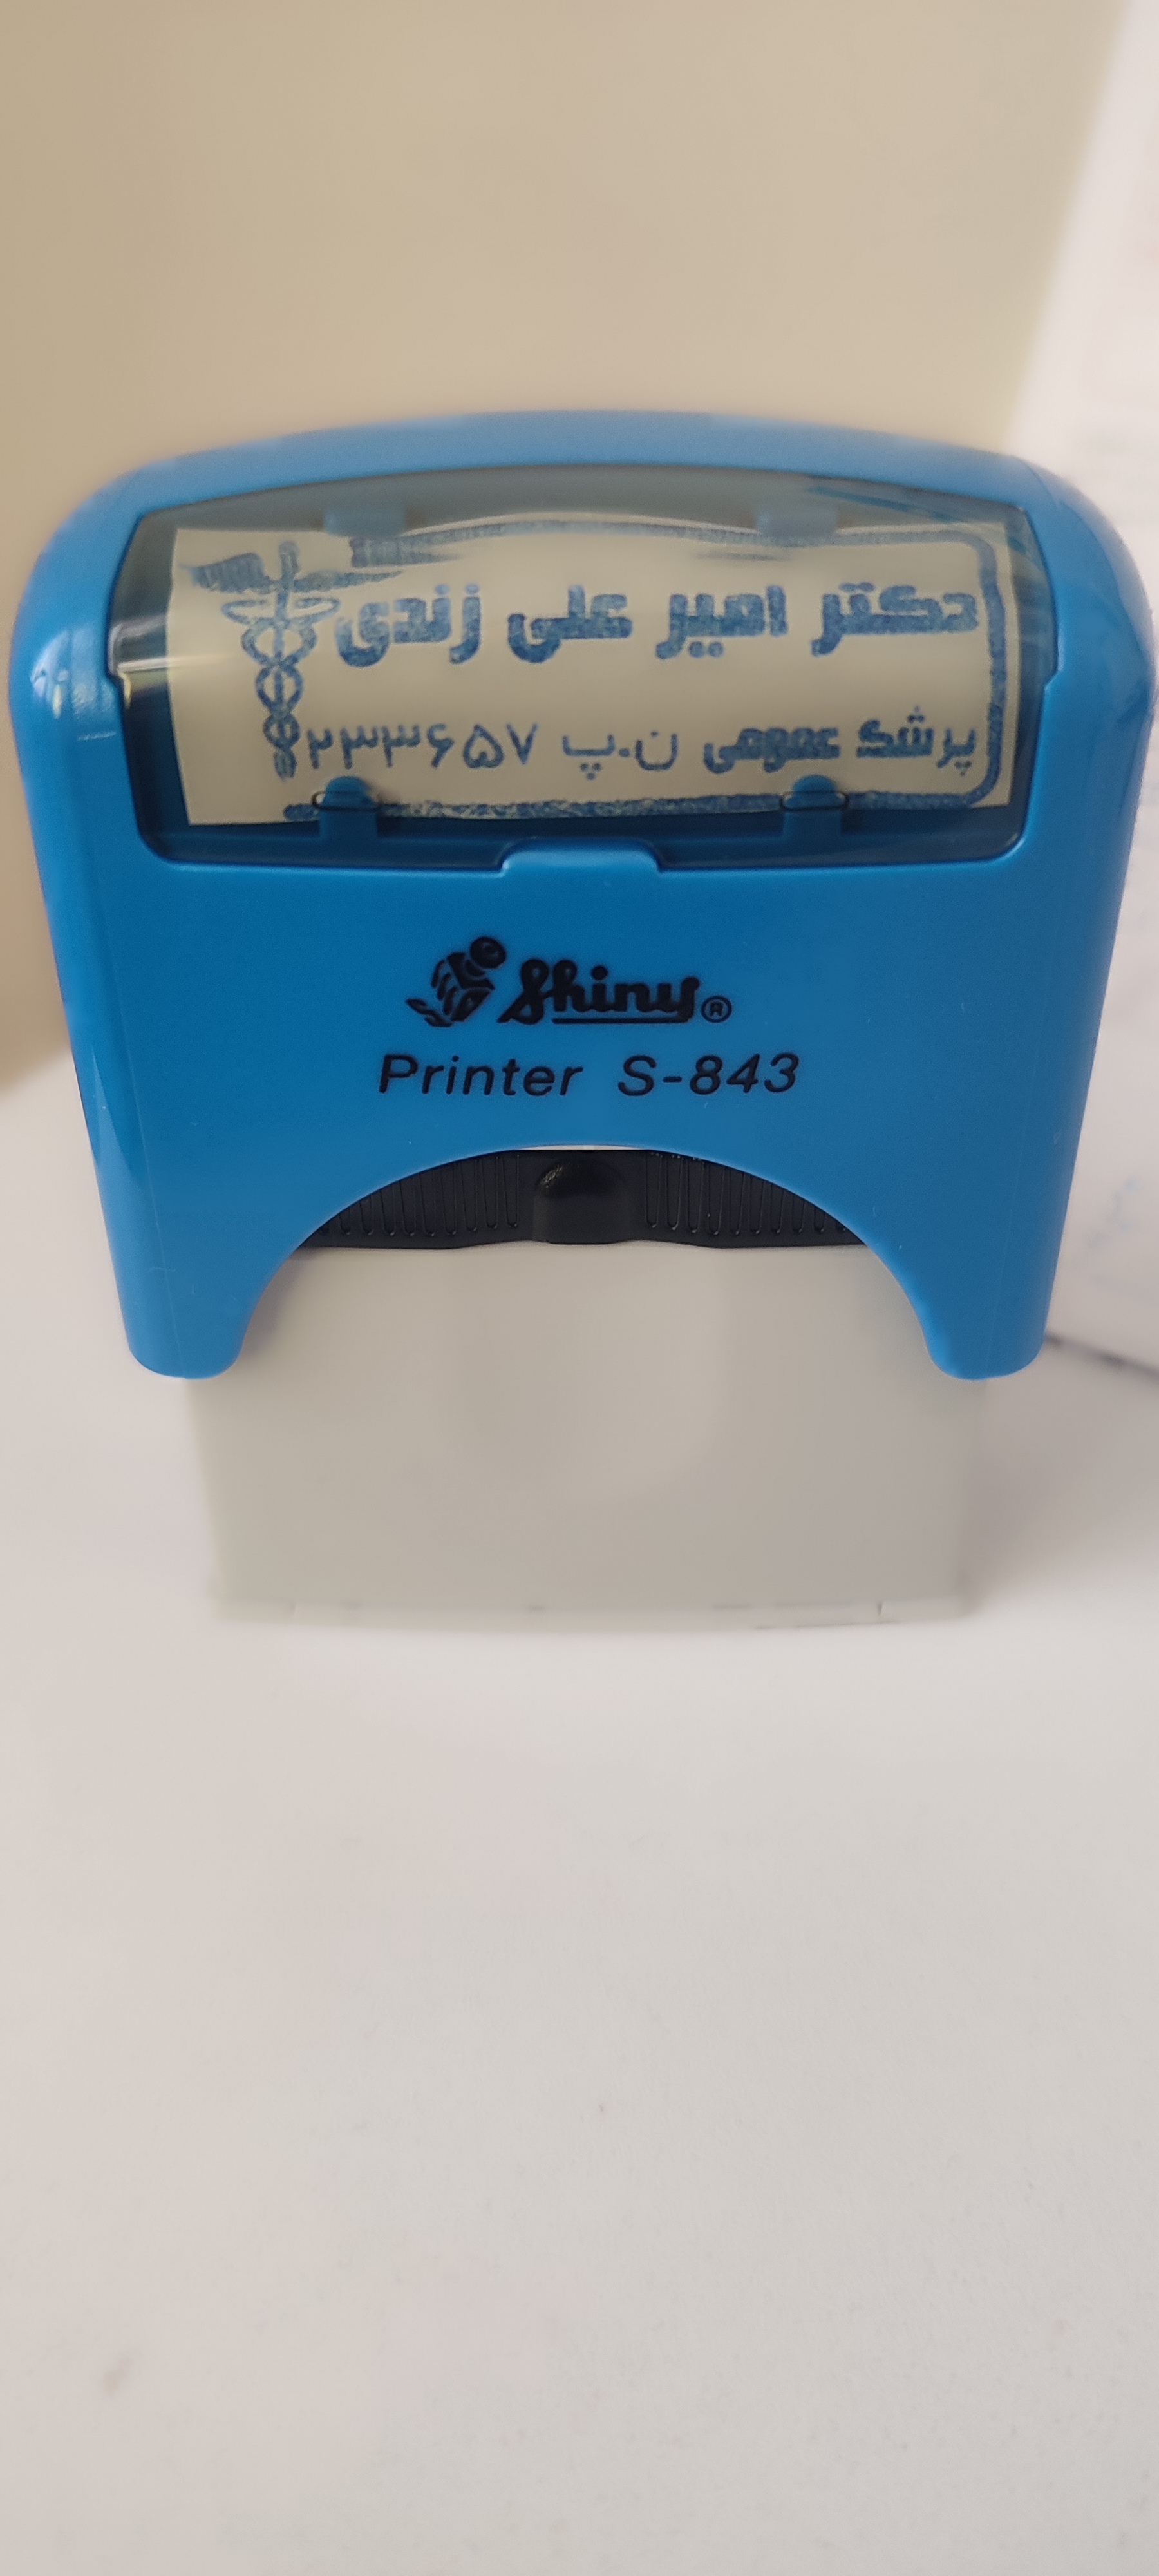 دکتر امیر علی زندی
پزشک عمومی ن.پ ۲۳۳۶۵۷
Shiny®
Printer S-843